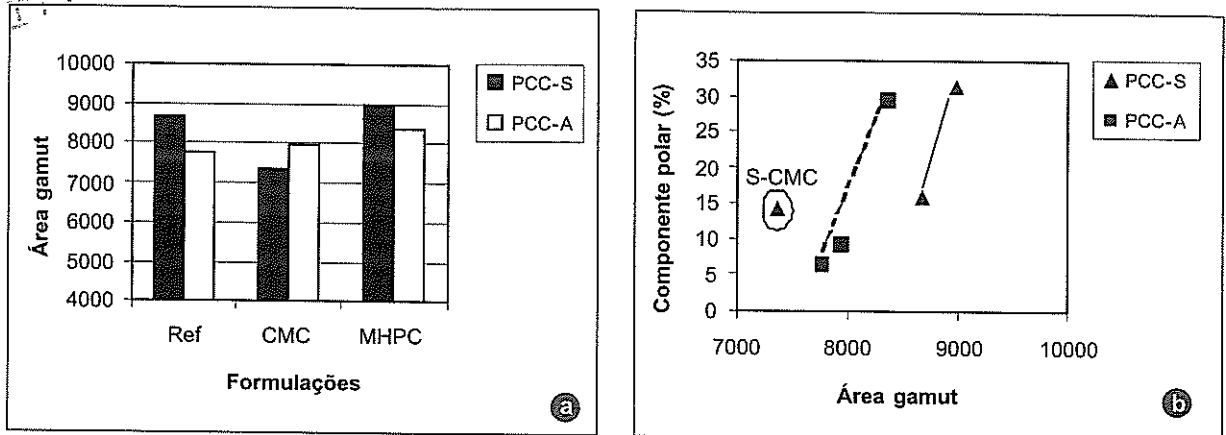 10000
9000
8000
7000
6000
5000
4000
Área gamut
Ref CMC MHPC
Formulações
PCC-S
PCC-A
a
35
30
25
20
15
10
5
0
Componente polar (%)
S-CMC
7000 8000 9000 10000
Área gamut
PCC-S
PCC-A
b